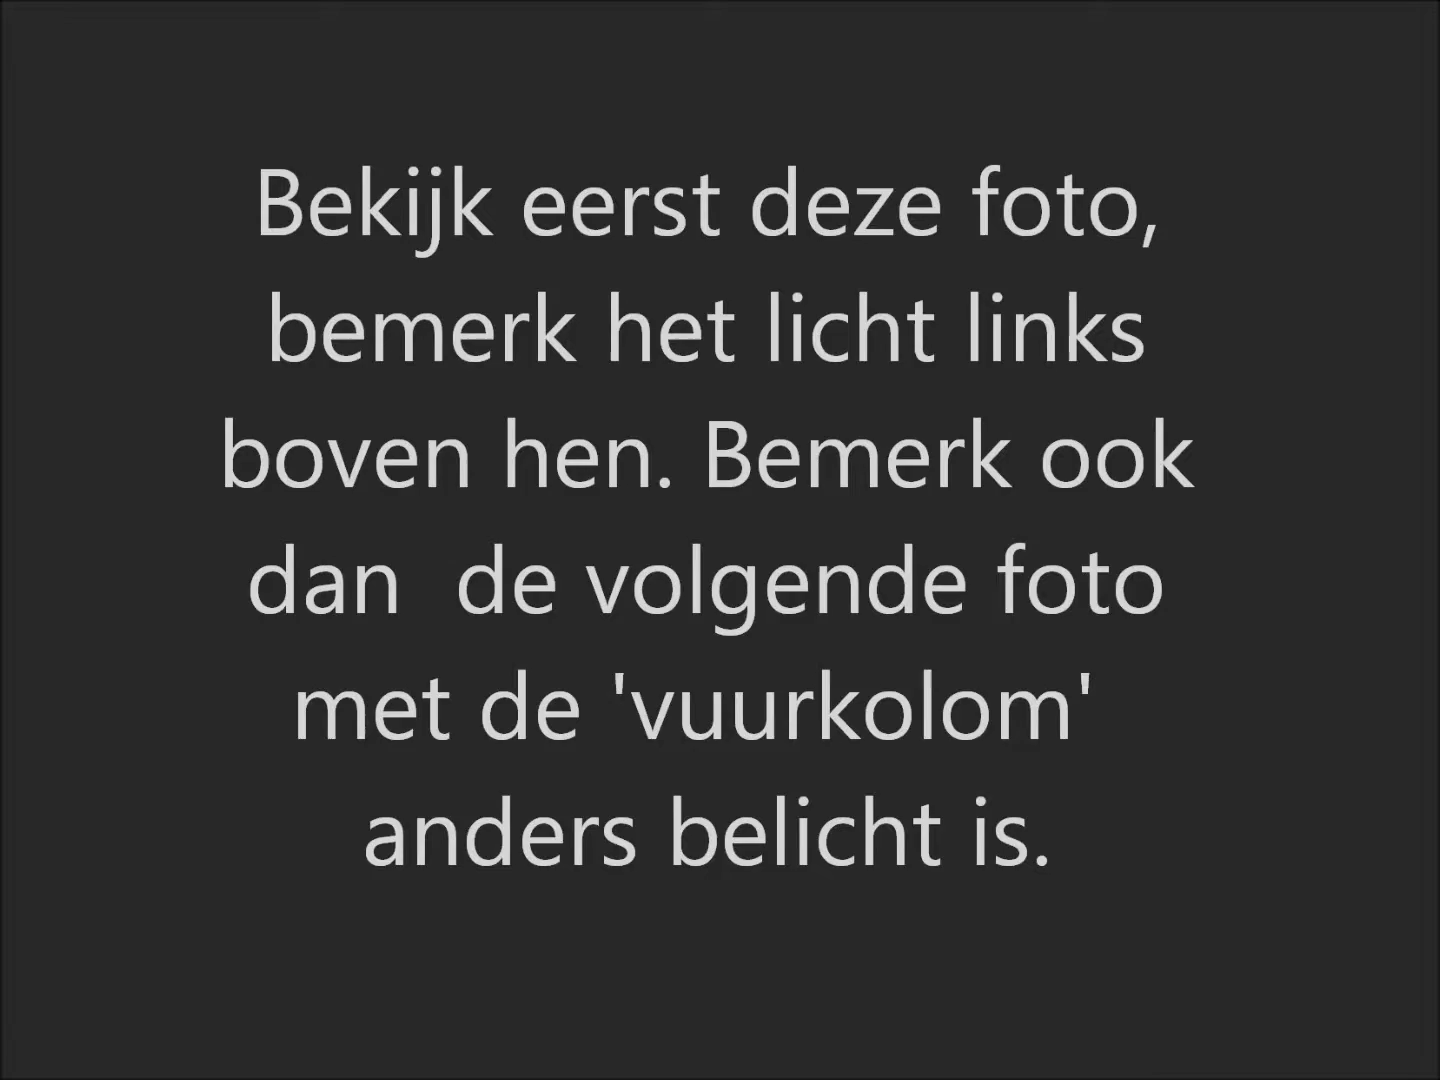 Bekijk eerst deze foto,
bemerk het licht links
boven hen. Bemerk ook
dan  de volgende foto
met de 'vuurkolom'
anders belicht is.